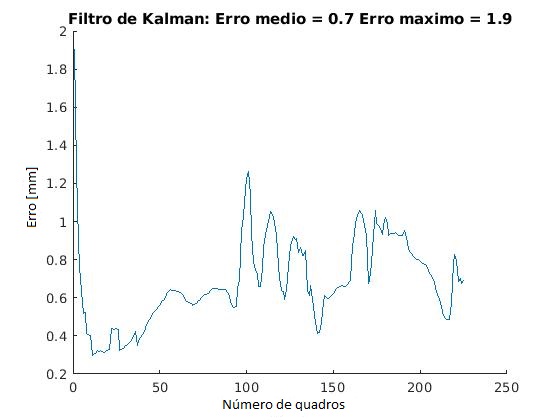 Filtro de Kalman: Erro medio = 0.7 Erro maximo = 1.9
2
1.8
1.6
1.4
1.2
1
0.8
0.6
0.4
0.2
Erro [mm]
0 50 100 150 200 250
Número de quadros